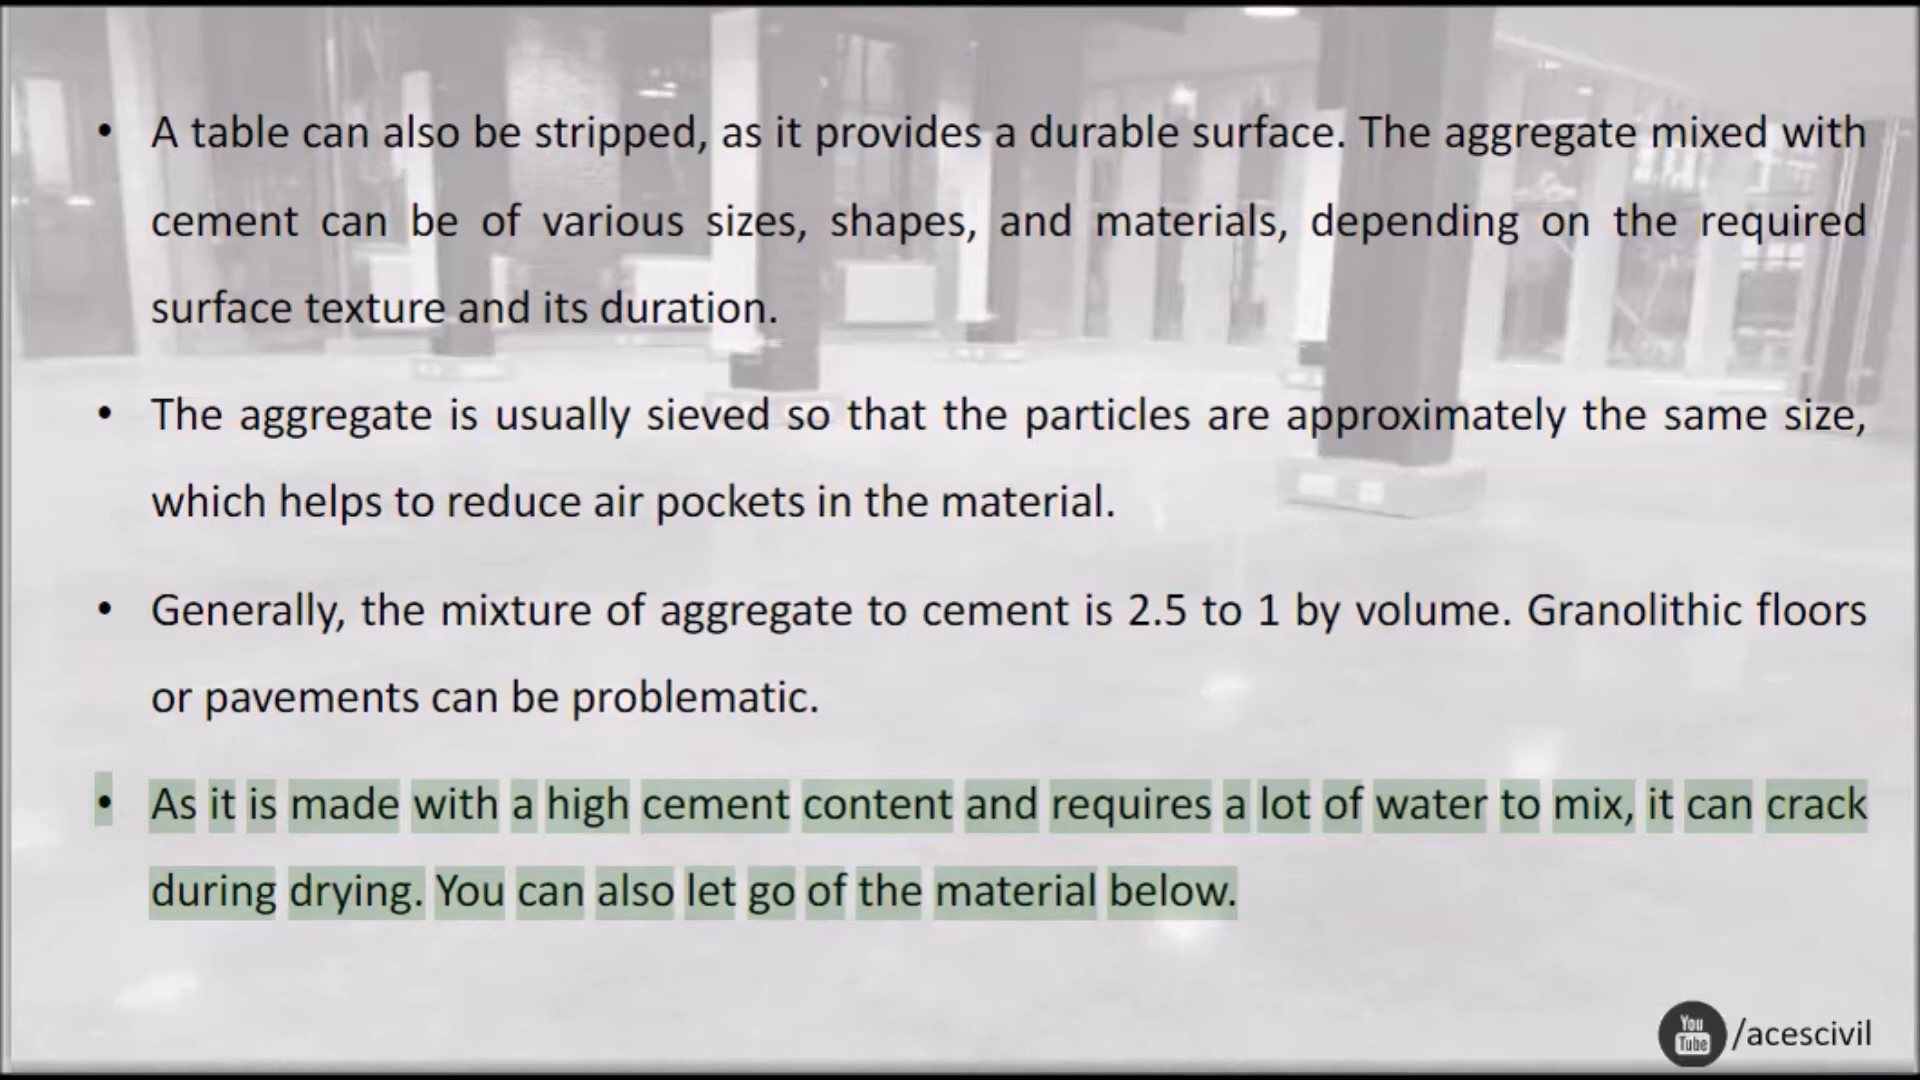 • A table can also be stripped, as it provides a durable surface. The aggregate mixed with
cement can be of various sizes, shapes, and materials, depending on the required
surface texture and its duration.
• The aggregate is usually sieved so that the particles are approximately the same size,
which helps to reduce air pockets in the material.
• Generally, the mixture of aggregate to cement is 2.5 to 1 by volume. Granolithic floors
or pavements can be problematic.
• As it is made with a high cement content and requires a lot of water to mix, it can crack
during drying. You can also let go of the material below.
You
Tube /acescivil